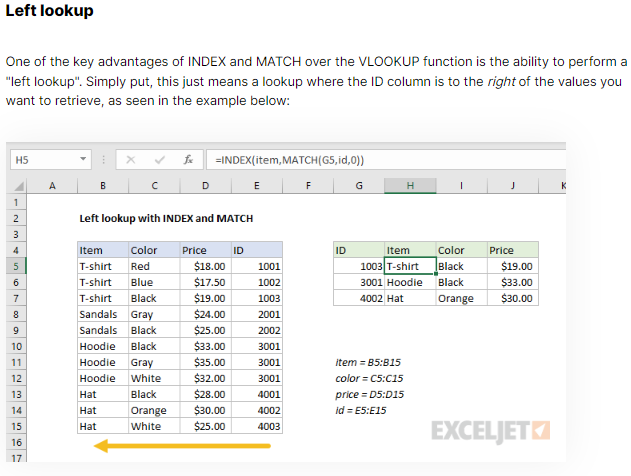 Left lookup
One of the key advantages of INDEX and MATCH over the VLOOKUP function is the ability to perform a
"left lookup". Simply put, this just means a lookup where the ID column is to the right of the values you
want to retrieve, as seen in the example below:
H5 fx =INDEX(item,MATCH(G5,id,0))
A B C D E F G H I J K
1
2 Left lookup with INDEX and MATCH
3
4 Item Color Price ID ID Item Color Price
5 T-shirt Red $18.00 1001 1003 T-shirt Black $19.00
6 T-shirt Blue $17.50 1002 3001 Hoodie Black $33.00
7 T-shirt Black $19.00 1003 4002 Hat Orange $30.00
8 Sandals Gray $24.00 2001
9 Sandals Black $25.00 2002
10 Hoodie Black $33.00 3001
11 Hoodie Gray $35.00 3001 Item = B5:B15
12 Hoodie White $32.00 3001 color = C5:C15
13 Hat Black $28.00 4001 price = D5:D15
14 Hat Orange $30.00 4002 Id = E5:E15
15 Hat White $25.00 4003 EXCELJET
16
17